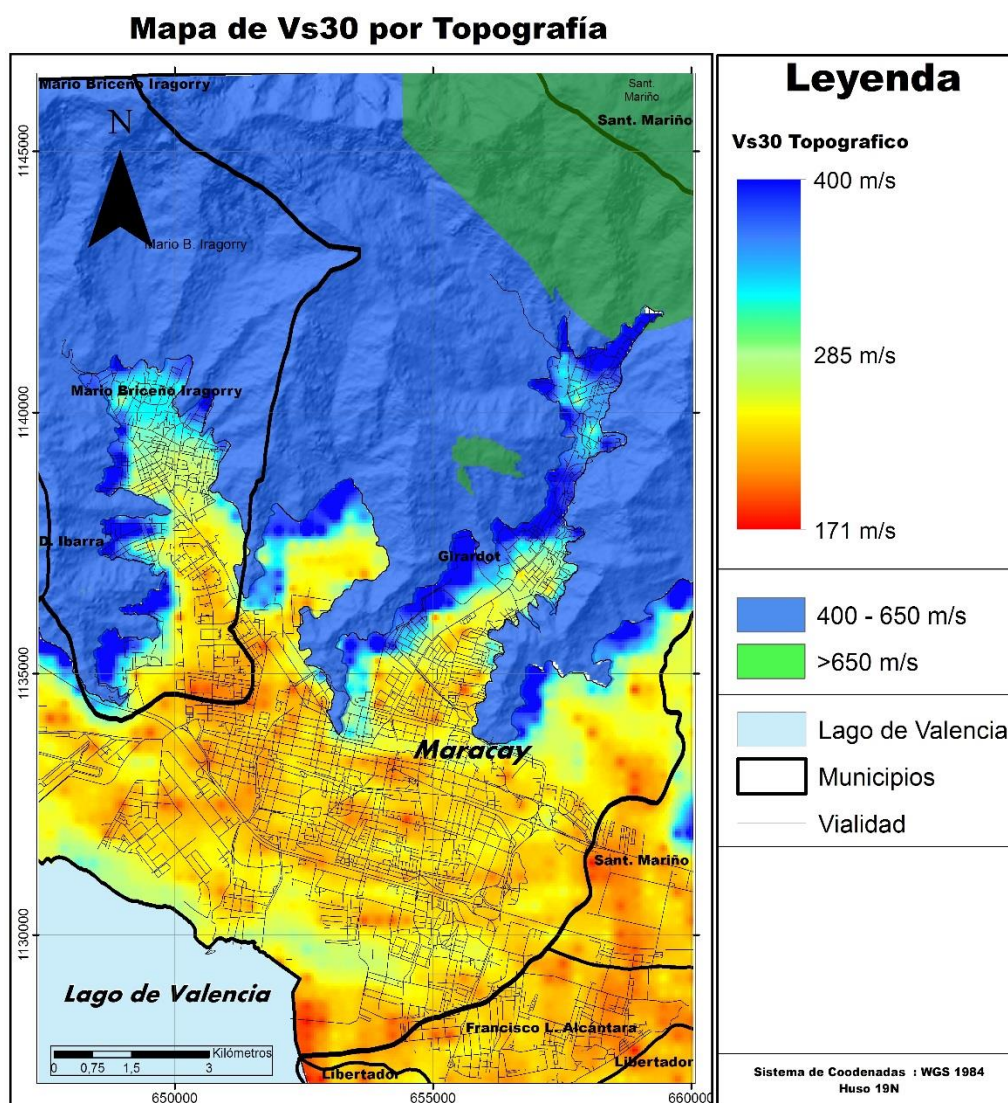 Mapa de Vs30 por Topografía
Mario Briceño Iragorry
N
Mario B. Iragorry
Sant.
Mariño
Sant. Mariño
Mario Briceño Iragorry
D. Ibarra
Girardot
Maracay
Sant. Mariño
Lago de Valencia
Francisco L. Alcántara
Libertador
Libertador
Kilómetros
0 0,75 1,5 3
1145000
1140000
1135000
1130000
650000 655000 660000
Leyenda
Vs30 Topografico
400 m/s
285 m/s
171 m/s
400 - 650 m/s
>650 m/s
Lago de Valencia
Municipios
Vialidad
Sistema de Coodenadas : WGS 1984
Huso 19N